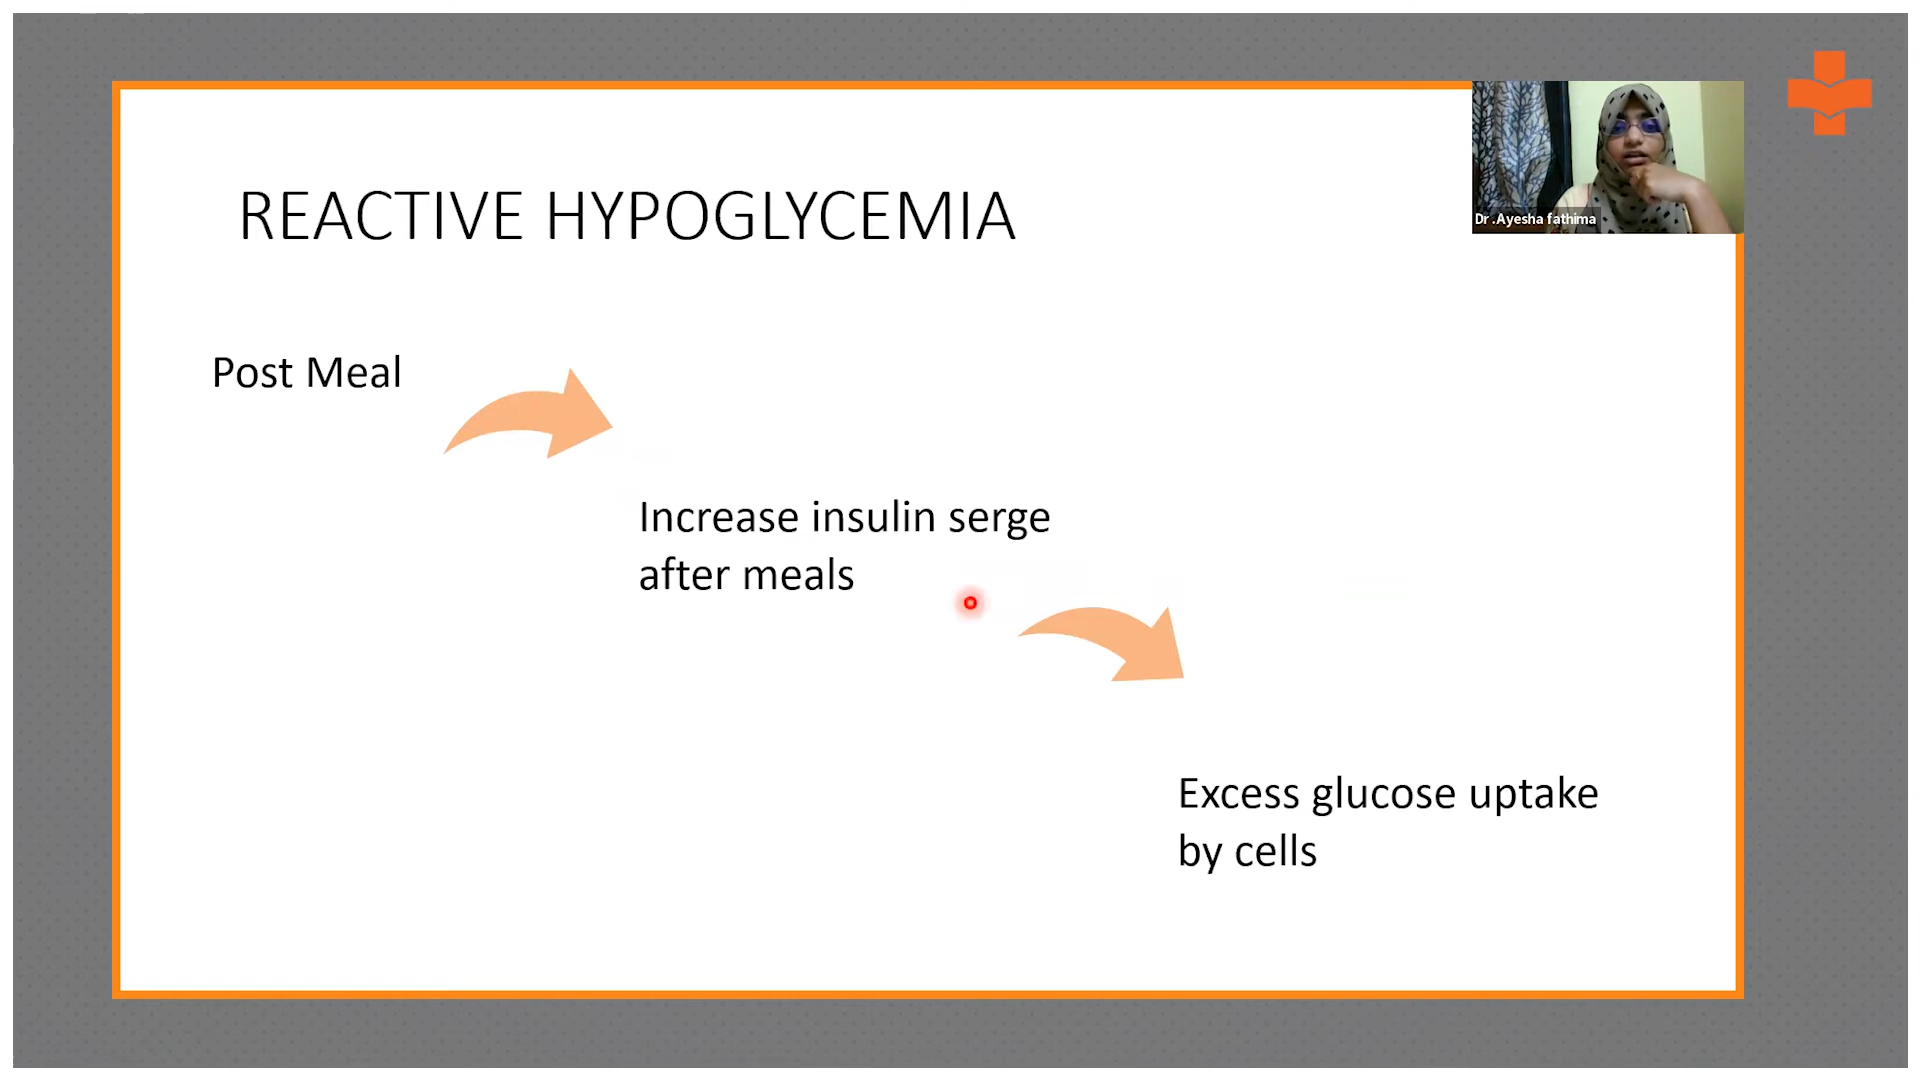 REACTIVE HYPOGLYCEMIA
Dr .Ayesha fathima
Post Meal
Increase insulin serge
after meals
Excess glucose uptake
by cells